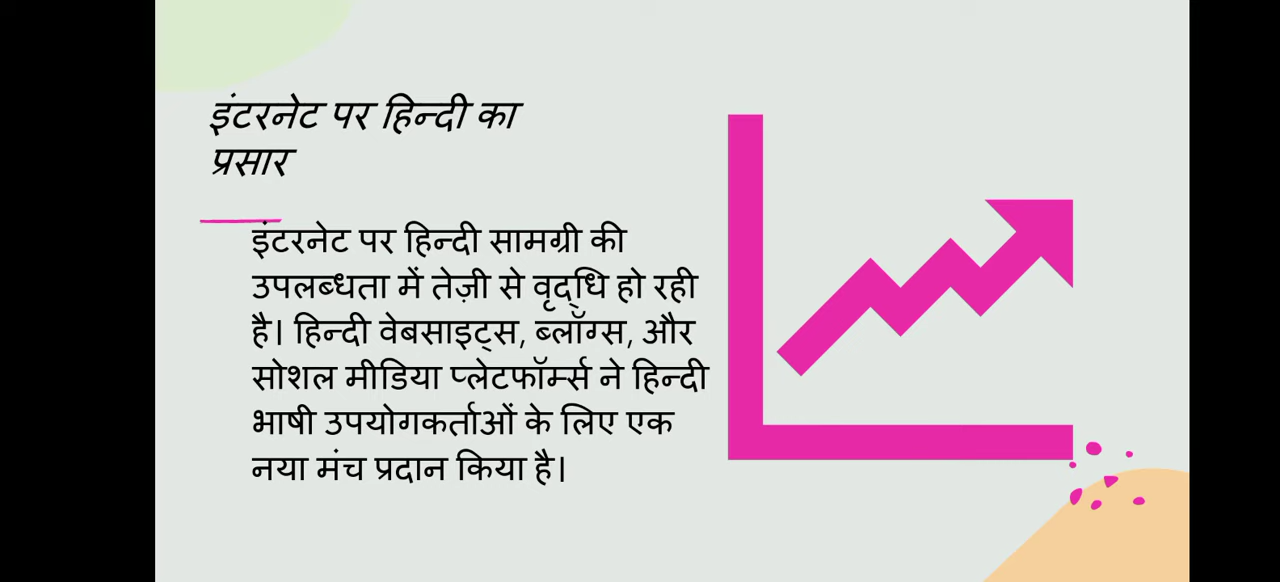 इंटरनेट पर हिन्दी का
प्रसार
इंटरनेट पर हिन्दी सामग्री की
उपलब्धता में तेज़ी से वृद्धि हो रही
है। हिन्दी वेबसाइट्स, ब्लॉग्स, और
सोशल मीडिया प्लेटफॉर्म्स ने हिन्दी
भाषी उपयोगकर्ताओं के लिए एक
नया मंच प्रदान किया है।